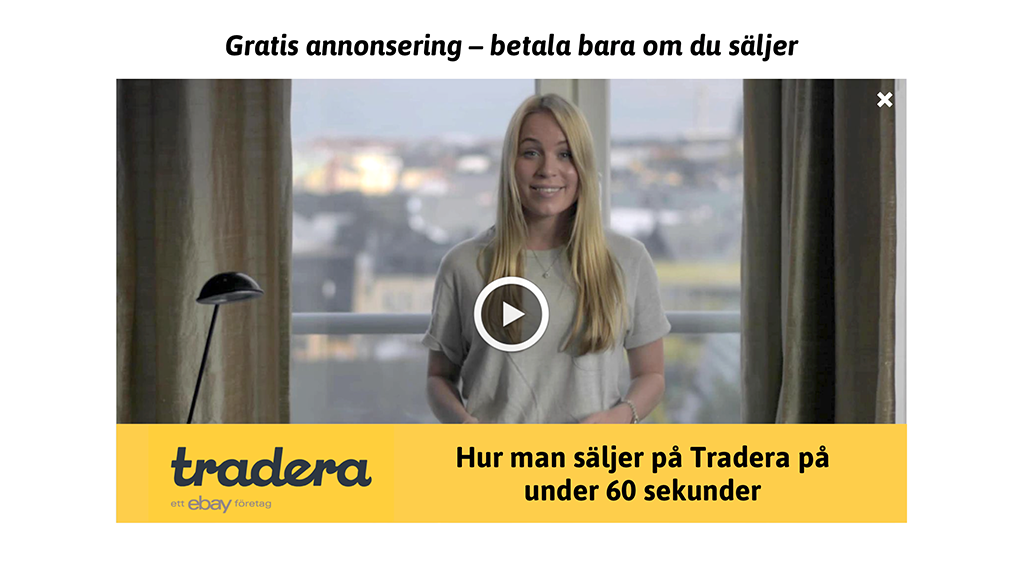 Gratis annonsering – betala bara om du säljer
tradera
ett ebay företag
Hur man säljer på Tradera på
under 60 sekunder